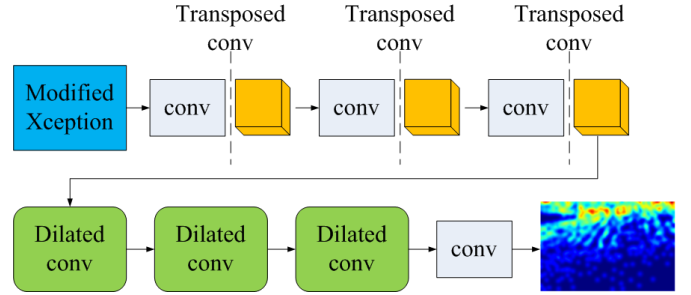 Transposed conv
Transposed conv
Transposed conv
Modified
Xception
conv
conv
conv
Dilated
conv
Dilated
conv
Dilated
conv
conv